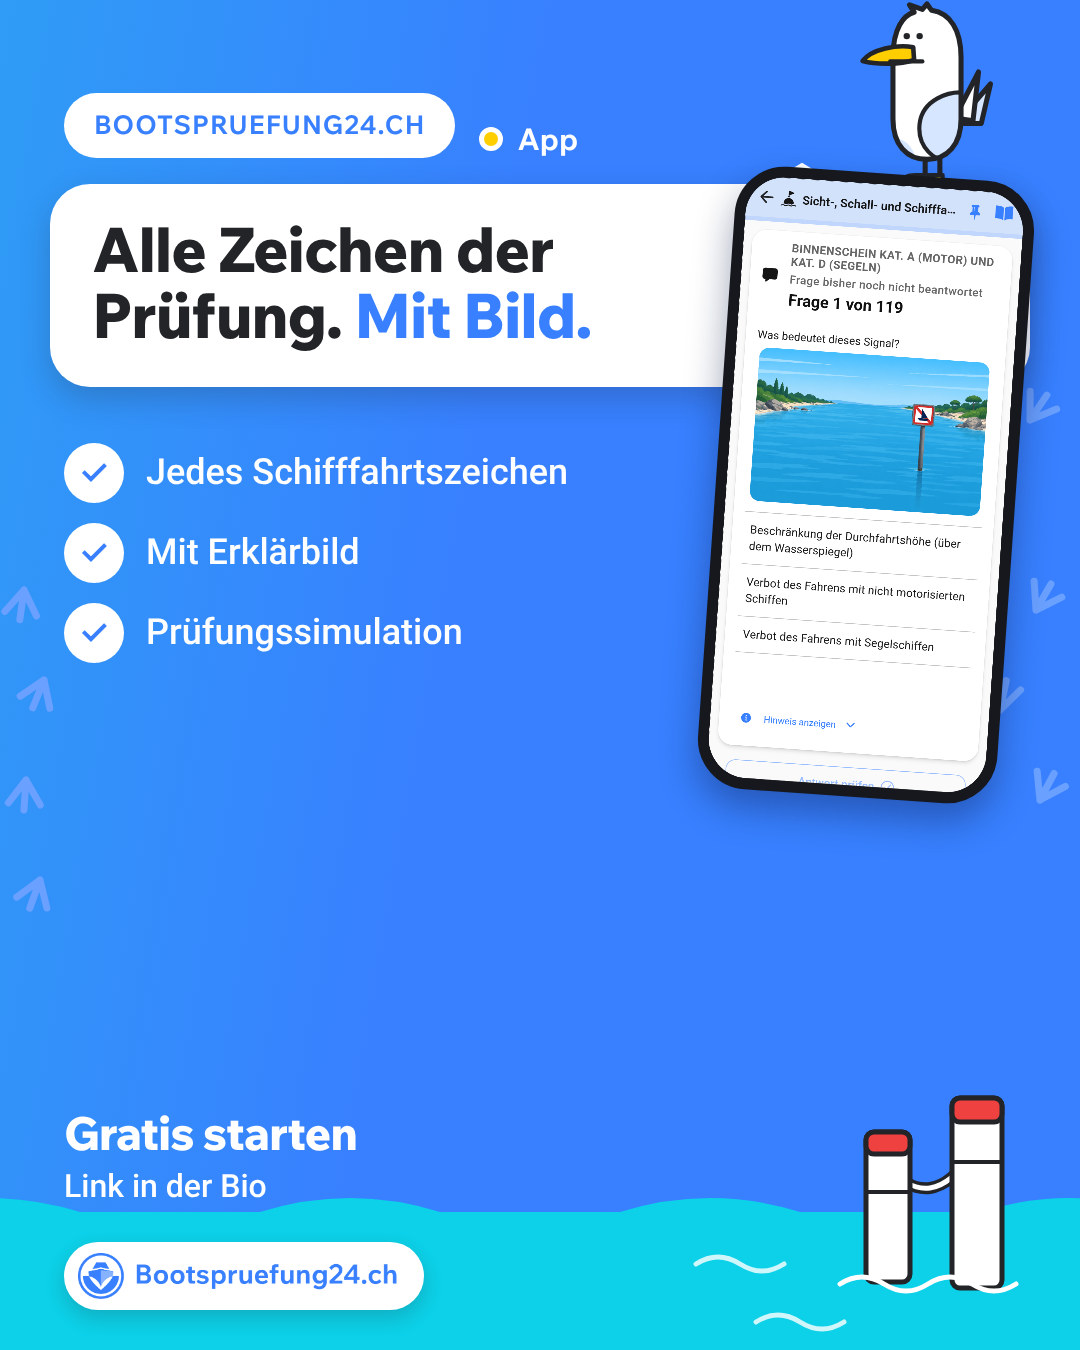 BOOTSPRUEFUNG24.CH
App
Alle Zeichen der
Prüfung. Mit Bild.
Jedes Schifffahrtszeichen
Mit Erklärbild
Prüfungssimulation
Sicht-, Schall- und Schifffa...
BINNENSCHEIN KAT. A (MOTOR) UND
KAT. D (SEGELN)
Frage bisher noch nicht beantwortet
Frage 1 von 119
Was bedeutet dieses Signal?
Beschränkung der Durchfahrtshöhe (über
dem Wasserspiegel)
Verbot des Fahrens mit nicht motorisierten
Schiffen
Verbot des Fahrens mit Segelschiffen
Hinweis anzeigen
Antwort prüfen
Gratis starten
Link in der Bio
Bootspruefung24.ch